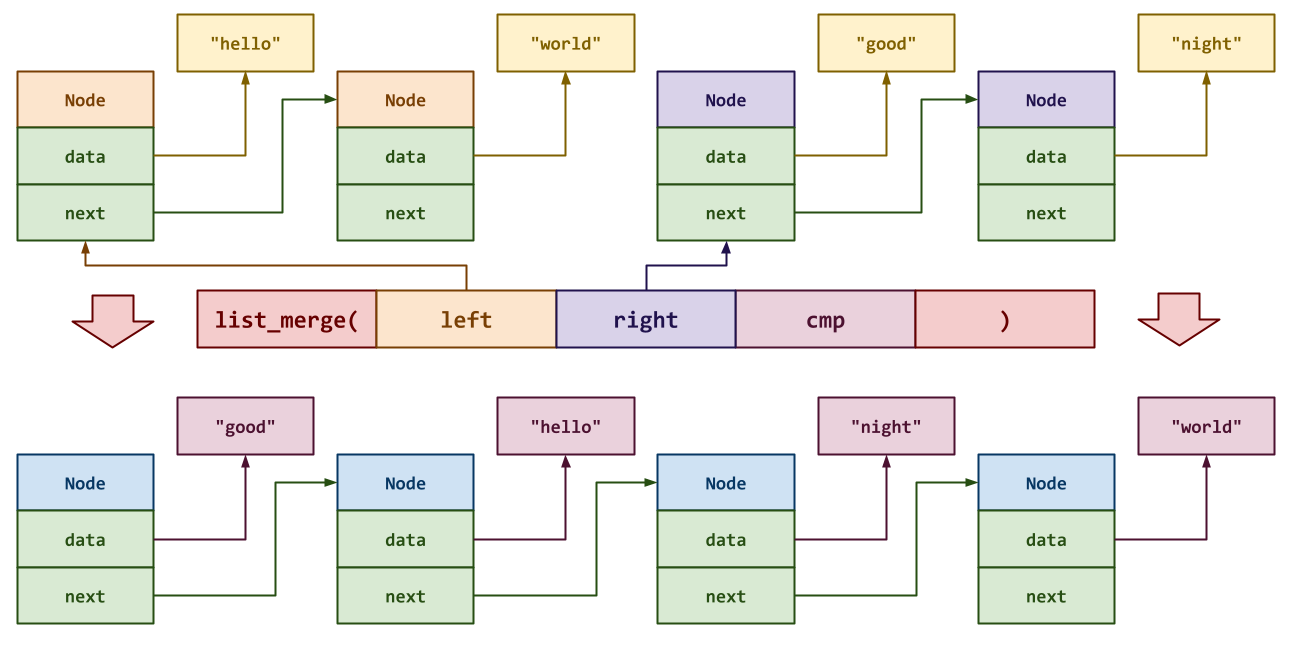 "hello" "world" "good" "night"
Node Node Node Node
data data data data
next next next next
list_merge( left right cmp )
"good" "hello" "night" "world"
Node Node Node Node
data data data data
next next next next